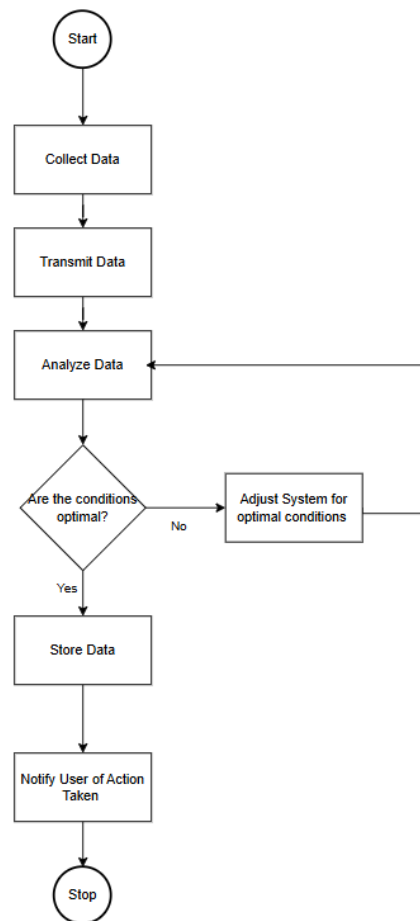 Start
Collect Data
Transmit Data
Analyze Data
Are the conditions
optimal?
No
Adjust System for
optimal conditions
Yes
Store Data
Notify User of Action
Taken
Stop